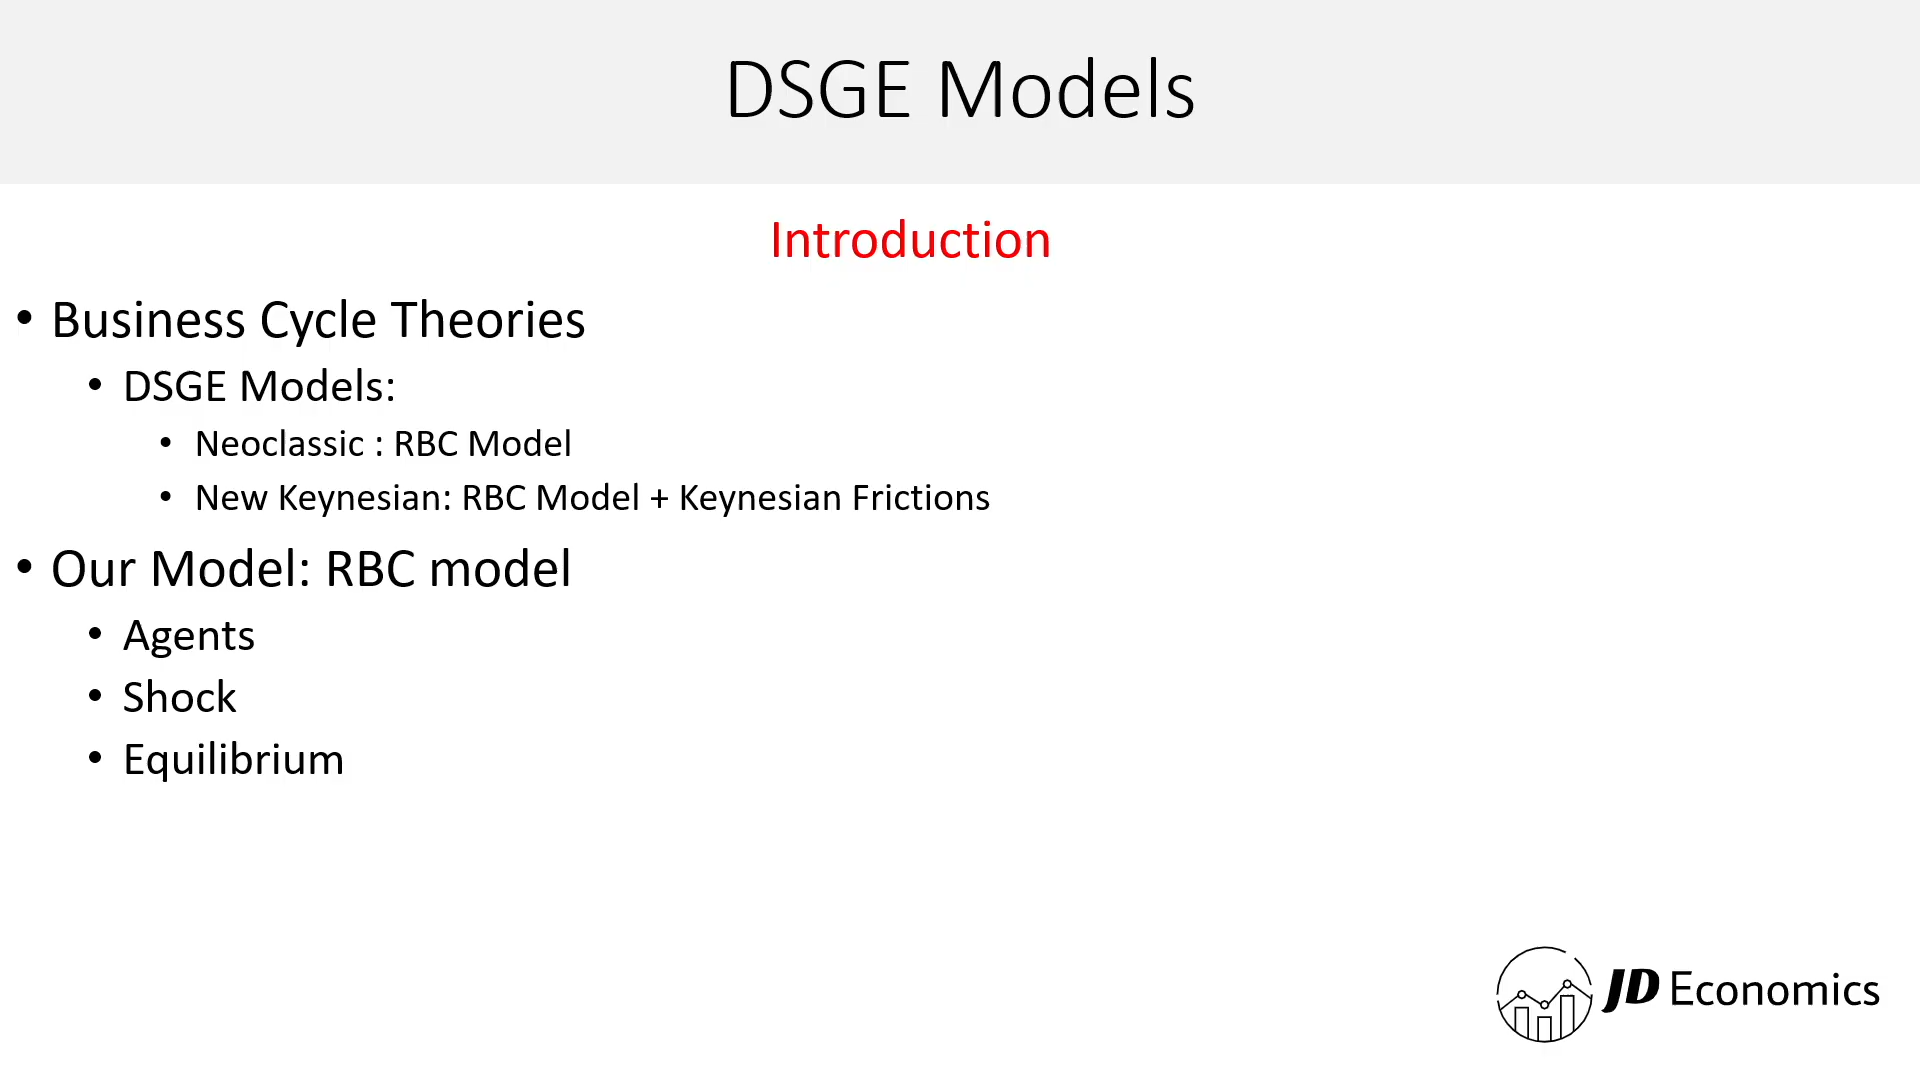 DSGE Models
Introduction
• Business Cycle Theories
• DSGE Models:
• Neoclassic : RBC Model
• New Keynesian: RBC Model + Keynesian Frictions
• Our Model: RBC model
• Agents
• Shock
• Equilibrium
JD Economics